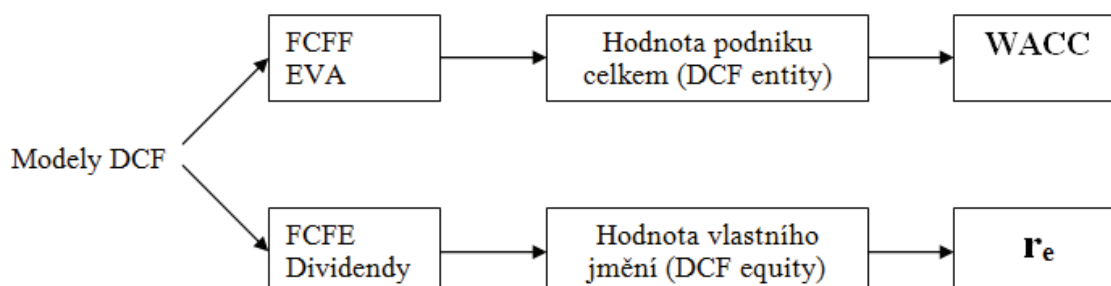 FCFF
EVA
Hodnota podniku
celkem (DCF entity)
WACC
Modely DCF
FCFE
Dividendy
Hodnota vlastního
jmění (DCF equity)
re